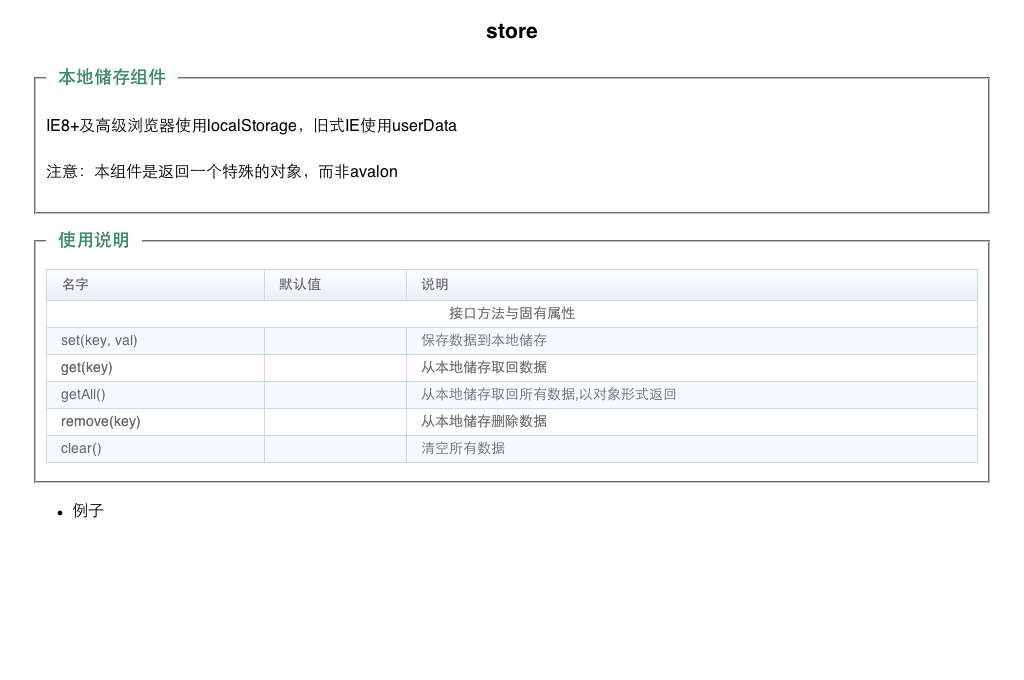 store
本地储存组件
IE8+及高级浏览器使用localStorage，旧式IE使用userData
注意：本组件是返回一个特殊的对象，而非avalon
使用说明
名字 默认值 说明
接口方法与固有属性
set(key, val) 保存数据到本地储存
get(key) 从本地储存取回数据
getAll() 从本地储存取回所有数据,以对象形式返回
remove(key) 从本地储存删除数据
clear() 清空所有数据
例子